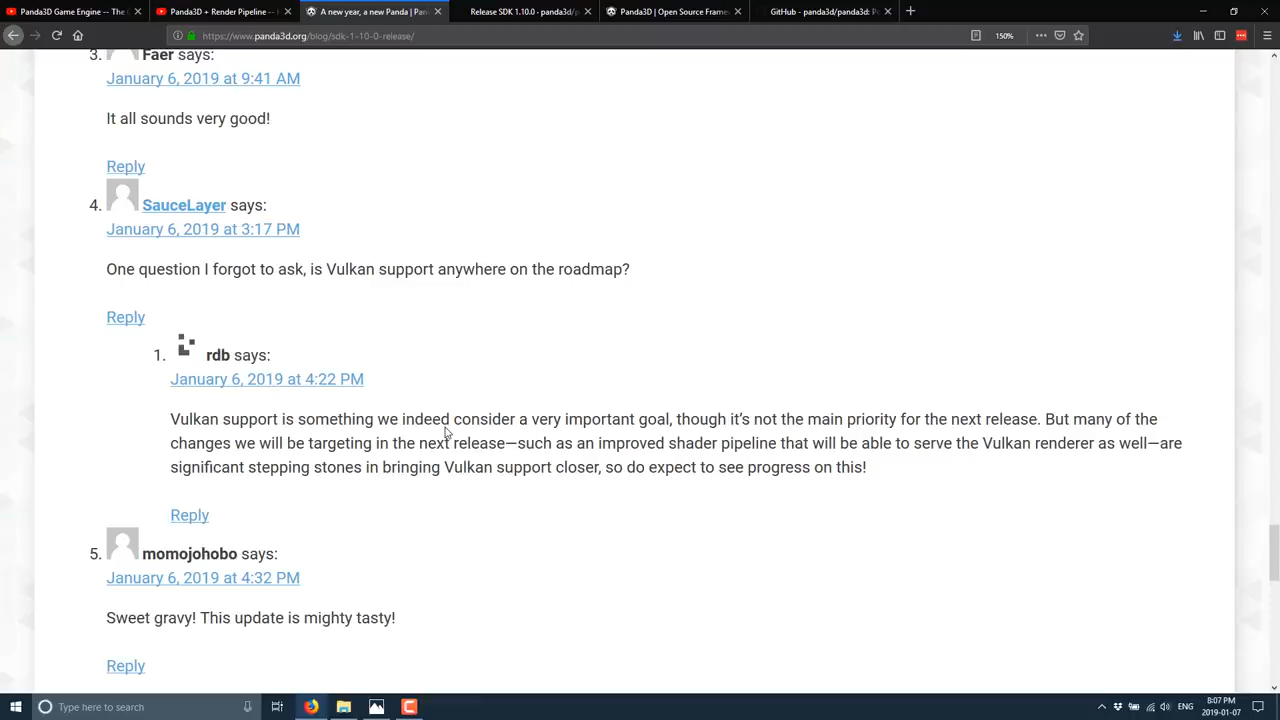 Panda3D Game Engine -- The
Panda3D + Render Pipeline --
A new year, a new Panda | Pan
Release SDK 1.10.0 - panda3d/p
Panda3D | Open Source Frame
GitHub - panda3d/panda3d: P
https://www.panda3d.org/blog/sdk-1-10-0-release/
150%
3. Faer says:
January 6, 2019 at 9:41 AM
It all sounds very good!
Reply
4. SauceLayer says:
January 6, 2019 at 3:17 PM
One question I forgot to ask, is Vulkan support anywhere on the roadmap?
Reply
1. rdb says:
January 6, 2019 at 4:22 PM
Vulkan support is something we indeed consider a very important goal, though it’s not the main priority for the next release. But many of the
changes we will be targeting in the next release—such as an improved shader pipeline that will be able to serve the Vulkan renderer as well—are
significant stepping stones in bringing Vulkan support closer, so do expect to see progress on this!
Reply
5. momojohobo says:
January 6, 2019 at 4:32 PM
Sweet gravy! This update is mighty tasty!
Reply
Type here to search
ENG
8:07 PM
2019-01-07